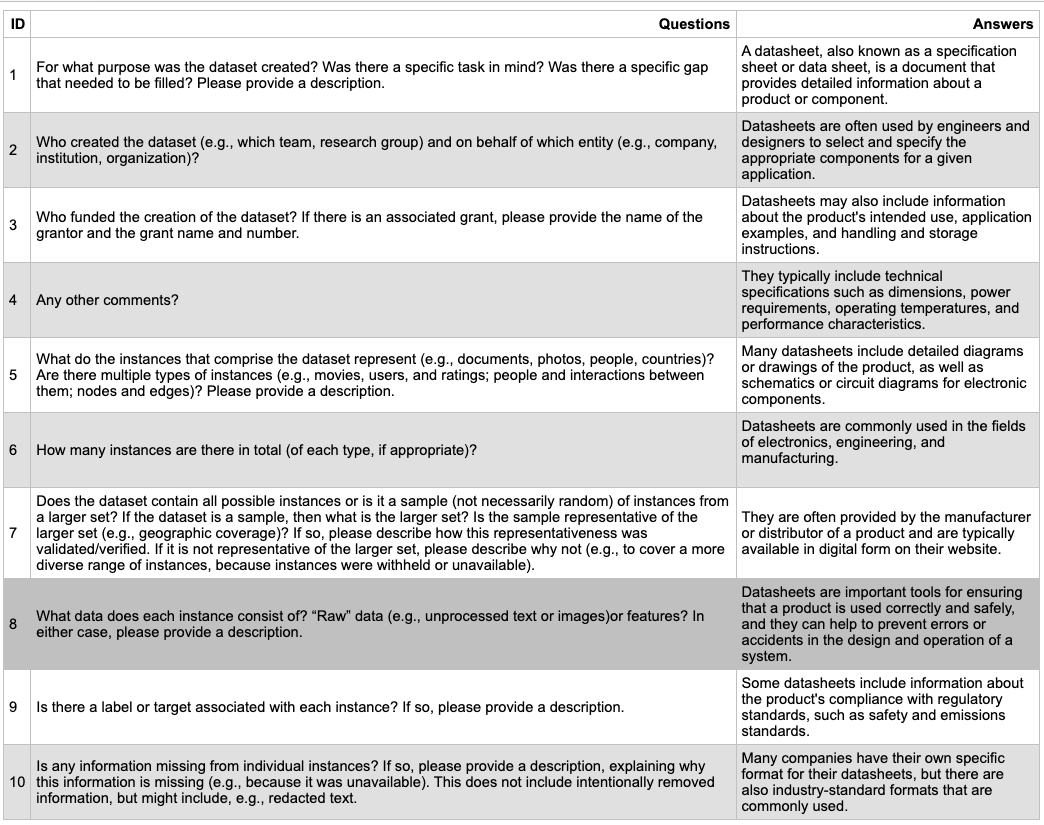 ID Questions Answers
1
For what purpose was the dataset created? Was there a specific task in mind? Was there a specific gap
that needed to be filled? Please provide a description.
A datasheet, also known as a specification
sheet or data sheet, is a document that
provides detailed information about a
product or component.
2
Who created the dataset (e.g., which team, research group) and on behalf of which entity (e.g., company,
institution, organization)?
Datasheets are often used by engineers and
designers to select and specify the
appropriate components for a given
application.
3
Who funded the creation of the dataset? If there is an associated grant, please provide the name of the
grantor and the grant name and number.
Datasheets may also include information
about the product's intended use, application
examples, and handling and storage
instructions.
4
Any other comments?
They typically include technical
specifications such as dimensions, power
requirements, operating temperatures, and
performance characteristics.
5
What do the instances that comprise the dataset represent (e.g., documents, photos, people, countries)?
Are there multiple types of instances (e.g., movies, users, and ratings; people and interactions between
them; nodes and edges)? Please provide a description.
Many datasheets include detailed diagrams
or drawings of the product, as well as
schematics or circuit diagrams for electronic
components.
6
How many instances are there in total (of each type, if appropriate)?
Datasheets are commonly used in the fields
of electronics, engineering, and
manufacturing.
7
Does the dataset contain all possible instances or is it a sample (not necessarily random) of instances from
a larger set? If the dataset is a sample, then what is the larger set? Is the sample representative of the
larger set (e.g., geographic coverage)? If so, please describe how this representativeness was
validated/verified. If it is not representative of the larger set, please describe why not (e.g., to cover a more
diverse range of instances, because instances were withheld or unavailable).
They are often provided by the manufacturer
or distributor of a product and are typically
available in digital form on their website.
8
What data does each instance consist of? “Raw” data (e.g., unprocessed text or images)or features? In
either case, please provide a description.
Datasheets are important tools for ensuring
that a product is used correctly and safely,
and they can help to prevent errors or
accidents in the design and operation of a
system.
9
Is there a label or target associated with each instance? If so, please provide a description.
Some datasheets include information about
the product's compliance with regulatory
standards, such as safety and emissions
standards.
10
Is any information missing from individual instances? If so, please provide a description, explaining why
this information is missing (e.g., because it was unavailable). This does not include intentionally removed
information, but might include, e.g., redacted text.
Many companies have their own specific
format for their datasheets, but there are
also industry-standard formats that are
commonly used.